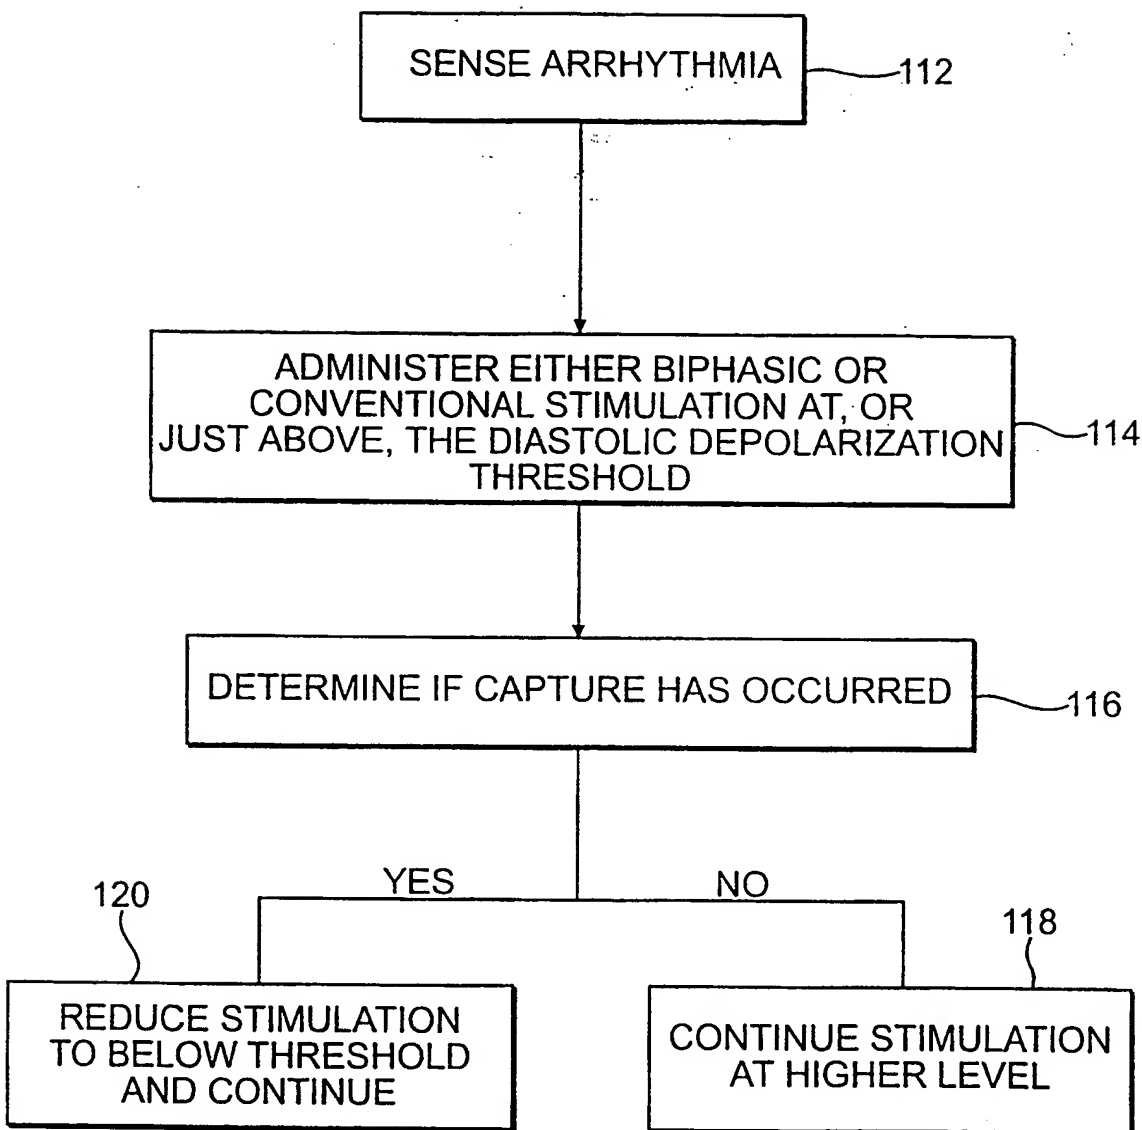 SENSE ARRHYTHMIA
112
ADMINISTER EITHER BIPHASIC OR
CONVENTIONAL STIMULATION AT, OR
JUST ABOVE, THE DIASTOLIC DEPOLARIZATION
THRESHOLD
114
DETERMINE IF CAPTURE HAS OCCURRED
116
YES
NO
120
118
REDUCE STIMULATION
TO BELOW THRESHOLD
AND CONTINUE
CONTINUE STIMULATION
AT HIGHER LEVEL